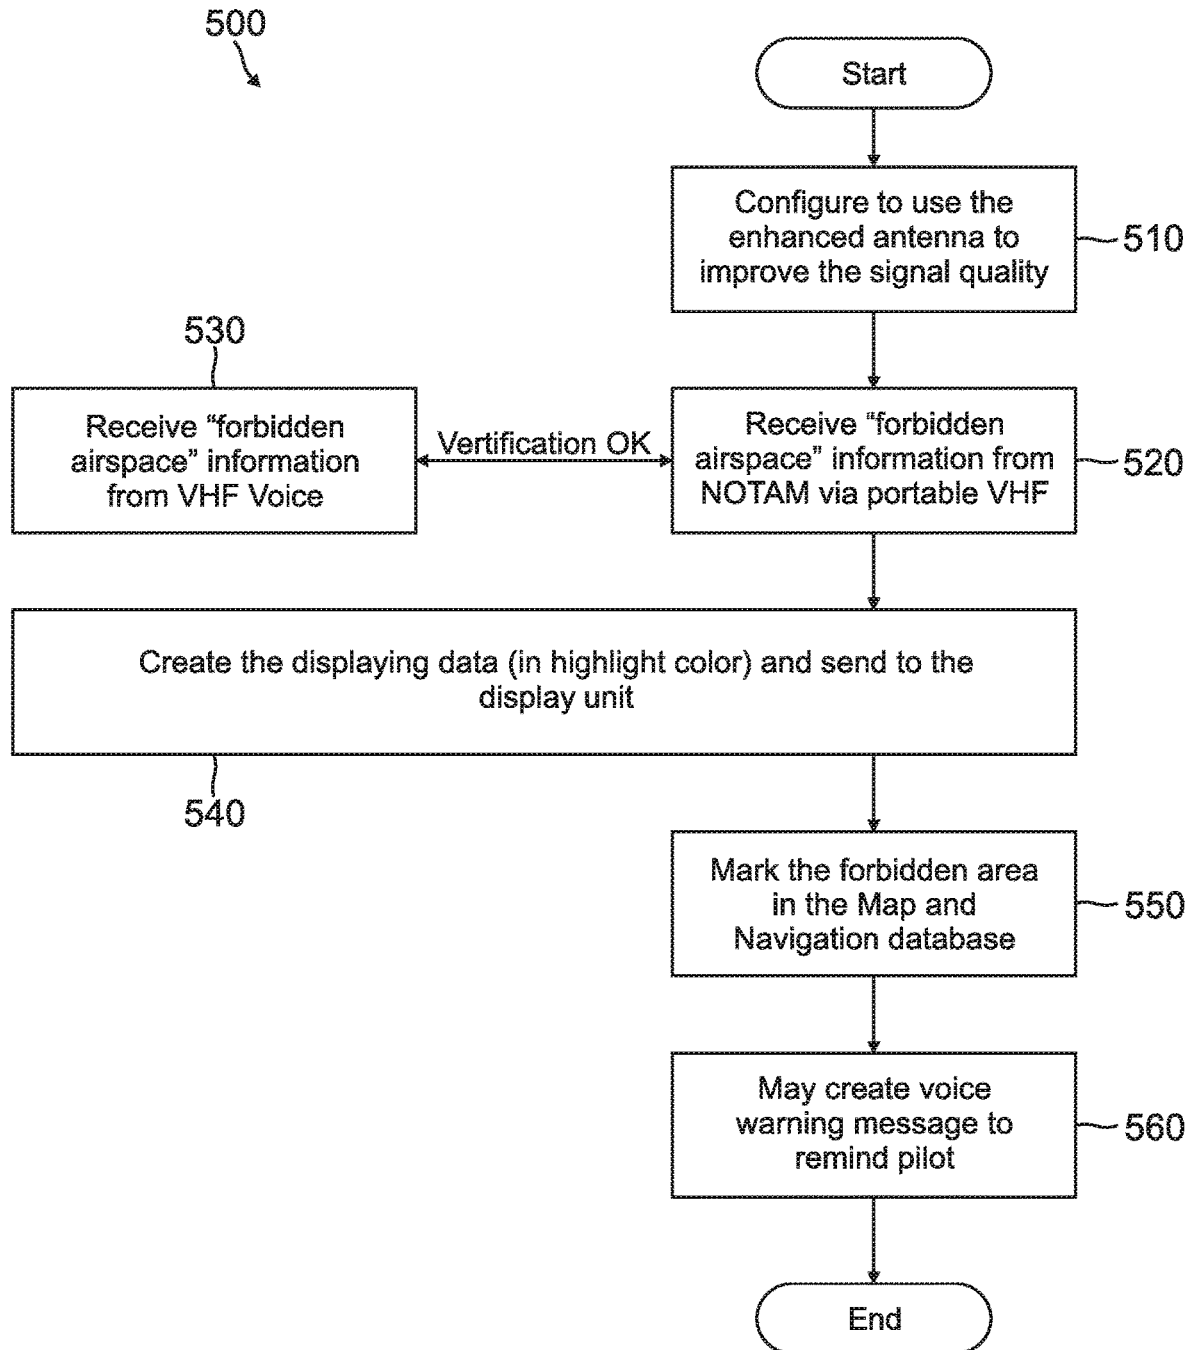 500
Start
Configure to use the
enhanced antenna to
improve the signal quality
510
530
Receive “forbidden
airspace” information
from VHF Voice
Vertification OK
Receive “forbidden
airspace” information from
NOTAM via portable VHF
520
Create the displaying data (in highlight color) and send to the
display unit
540
Mark the forbidden area
in the Map and
Navigation database
550
May create voice
warning message to
remind pilot
560
End